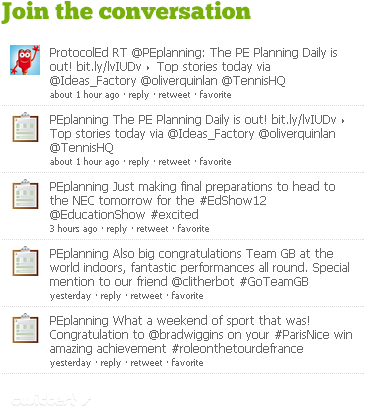 Join the conversation
ProtocolEd RT @PEplanning: The PE Planning Daily is
out! bit.ly/lvIUDv ▸ Top stories today via
@Ideas_Factory @oliverquinlan @TennisHQ
about 1 hour ago · reply · retweet · favorite
PEplanning The PE Planning Daily is out! bit.ly/lvIUDv ▸
Top stories today via @Ideas_Factory @oliverquinlan
@TennisHQ
about 1 hour ago · reply · retweet · favorite
PEplanning Just making final preparations to head to
the NEC tomorrow for the #EdShow12
@EducationShow #excited
3 hours ago · reply · retweet · favorite
PEplanning Also big congratulations Team GB at the
world indoors, fantastic performances all round. Special
mention to our friend @clitherbot #GoTeamGB
yesterday · reply · retweet · favorite
PEplanning What a weekend of sport that was!
Congratulation to @bradwiggins on your #ParisNice win
amazing achievement #roleonthetourdefrance
yesterday · reply · retweet · favorite
twitter